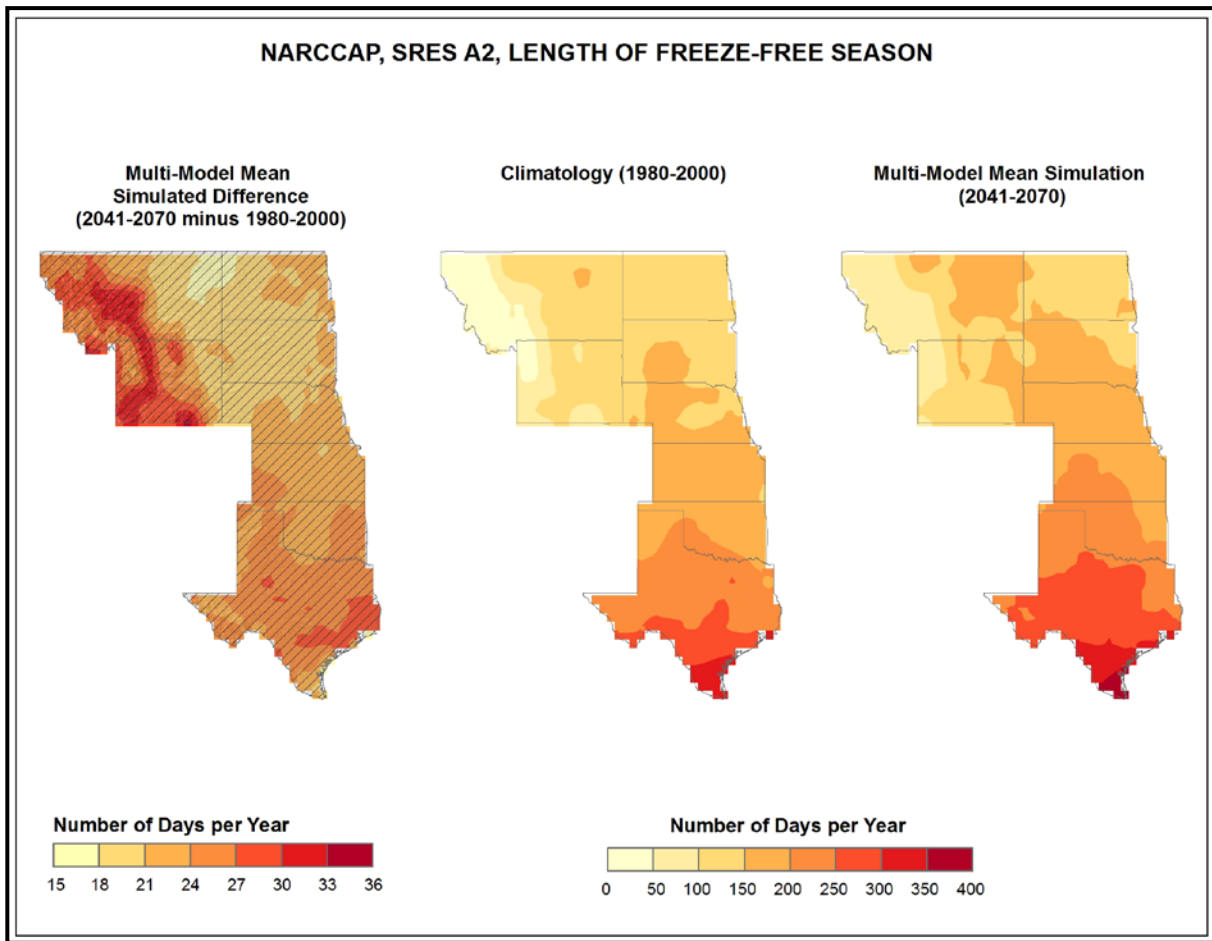 NARCCAP, SRES A2, LENGTH OF FREEZE-FREE SEASON
Multi-Model Mean
Simulated Difference
(2041-2070 minus 1980-2000)
Climatology (1980-2000)
Multi-Model Mean Simulation
(2041-2070)
Number of Days per Year
15 18 21 24 27 30 33 36
Number of Days per Year
0 50 100 150 200 250 300 350 400